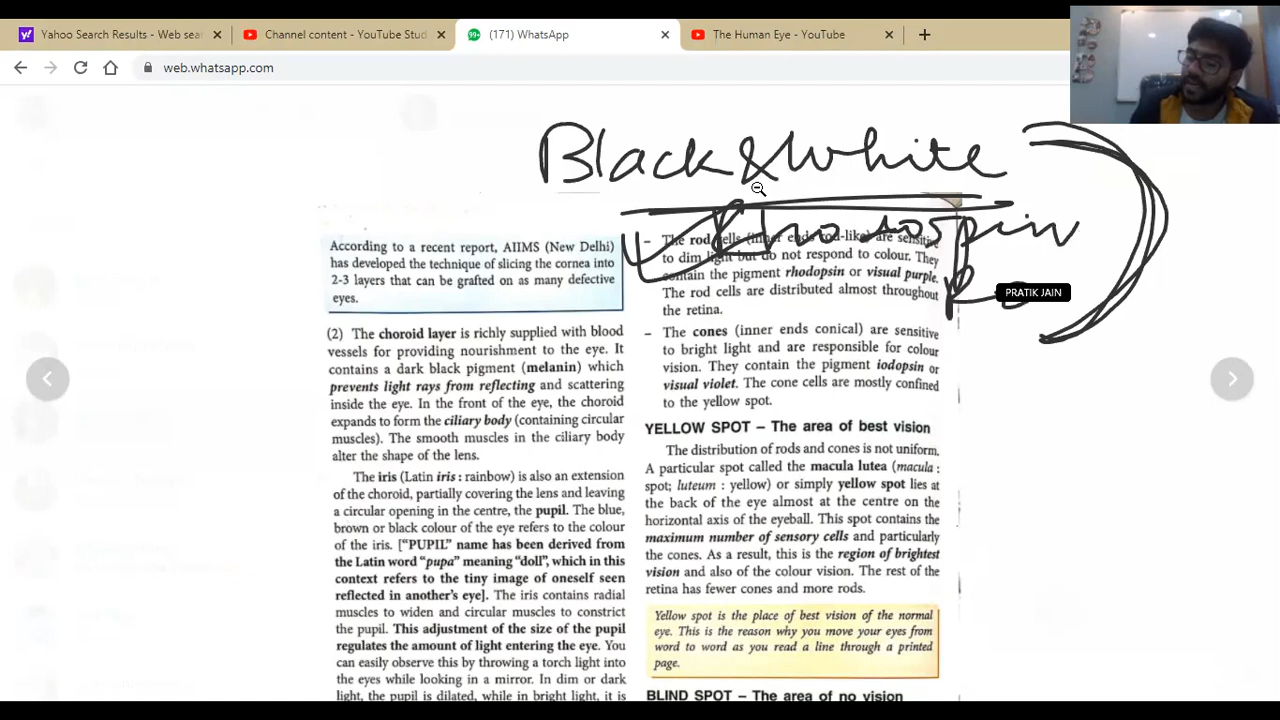 Yahoo Search Results - Web sea
Channel content - YouTube Stud
99+ (171) WhatsApp
The Human Eye - YouTube
web.whatsapp.com
Black & White
Rhodospin
PRATIK JAIN
According to a recent report, AIIMS (New Delhi)
has developed the technique of slicing the cornea into
2-3 layers that can be grafted on as many defective
eyes.
(2) The choroid layer is richly supplied with blood
vessels for providing nourishment to the eye. It
contains a dark black pigment (melanin) which
prevents light rays from reflecting and scattering
inside the eye. In the front of the eye, the choroid
expands to form the ciliary body (containing circular
muscles). The smooth muscles in the ciliary body
alter the shape of the lens.
The iris (Latin iris : rainbow) is also an extension
of the choroid, partially covering the lens and leaving
a circular opening in the centre, the pupil. The blue,
brown or black colour of the eye refers to the colour
of the iris. ["PUPIL" name has been derived from
the Latin word "pupa" meaning "doll", which in this
context refers to the tiny image of oneself seen
reflected in another's eye]. The iris contains radial
muscles to widen and circular muscles to constrict
the pupil. This adjustment of the size of the pupil
regulates the amount of light entering the eye. You
can easily observe this by throwing a torch light into
the eyes while looking in a mirror. In dim or dark
light, the pupil is dilated, while in bright light, it is
– The rod cells (inner ends rod-like) are sensitive
to dim light but do not respond to colour. They
contain the pigment rhodopsin or visual purple.
The rod cells are distributed almost throughout
the retina.
– The cones (inner ends conical) are sensitive
to bright light and are responsible for colour
vision. They contain the pigment iodopsin or
visual violet. The cone cells are mostly confined
to the yellow spot.
YELLOW SPOT – The area of best vision
The distribution of rods and cones is not uniform.
A particular spot called the macula lutea (macula :
spot; luteum : yellow) or simply yellow spot lies at
the back of the eye almost at the centre on the
horizontal axis of the eyeball. This spot contains the
maximum number of sensory cells and particularly
the cones. As a result, this is the region of brightest
vision and also of the colour vision. The rest of the
retina has fewer cones and more rods.
Yellow spot is the place of best vision of the normal
eye. This is the reason why you move your eyes from
word to word as you read a line through a printed
page.
BLIND SPOT – The area of no vision